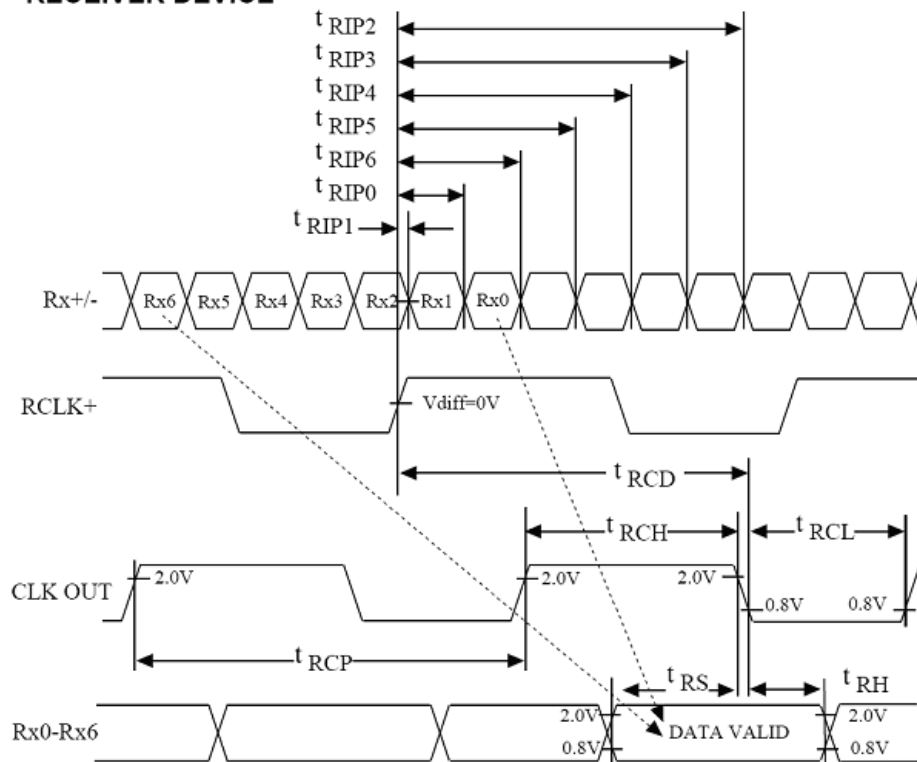 RECEIVER DEVICE
t RIP2
t RIP3
t RIP4
t RIP5
t RIP6
t RIP0
t RIP1
Rx+/- Rx6 Rx5 Rx4 Rx3 Rx2 Rx1 Rx0
RCLK+ Vdiff=0V
t RCD
t RCH t RCL
CLK OUT 2.0V 2.0V 2.0V 0.8V 0.8V
t RCP
t RS t RH
2.0V 2.0V
Rx0-Rx6 DATA VALID
0.8V 0.8V